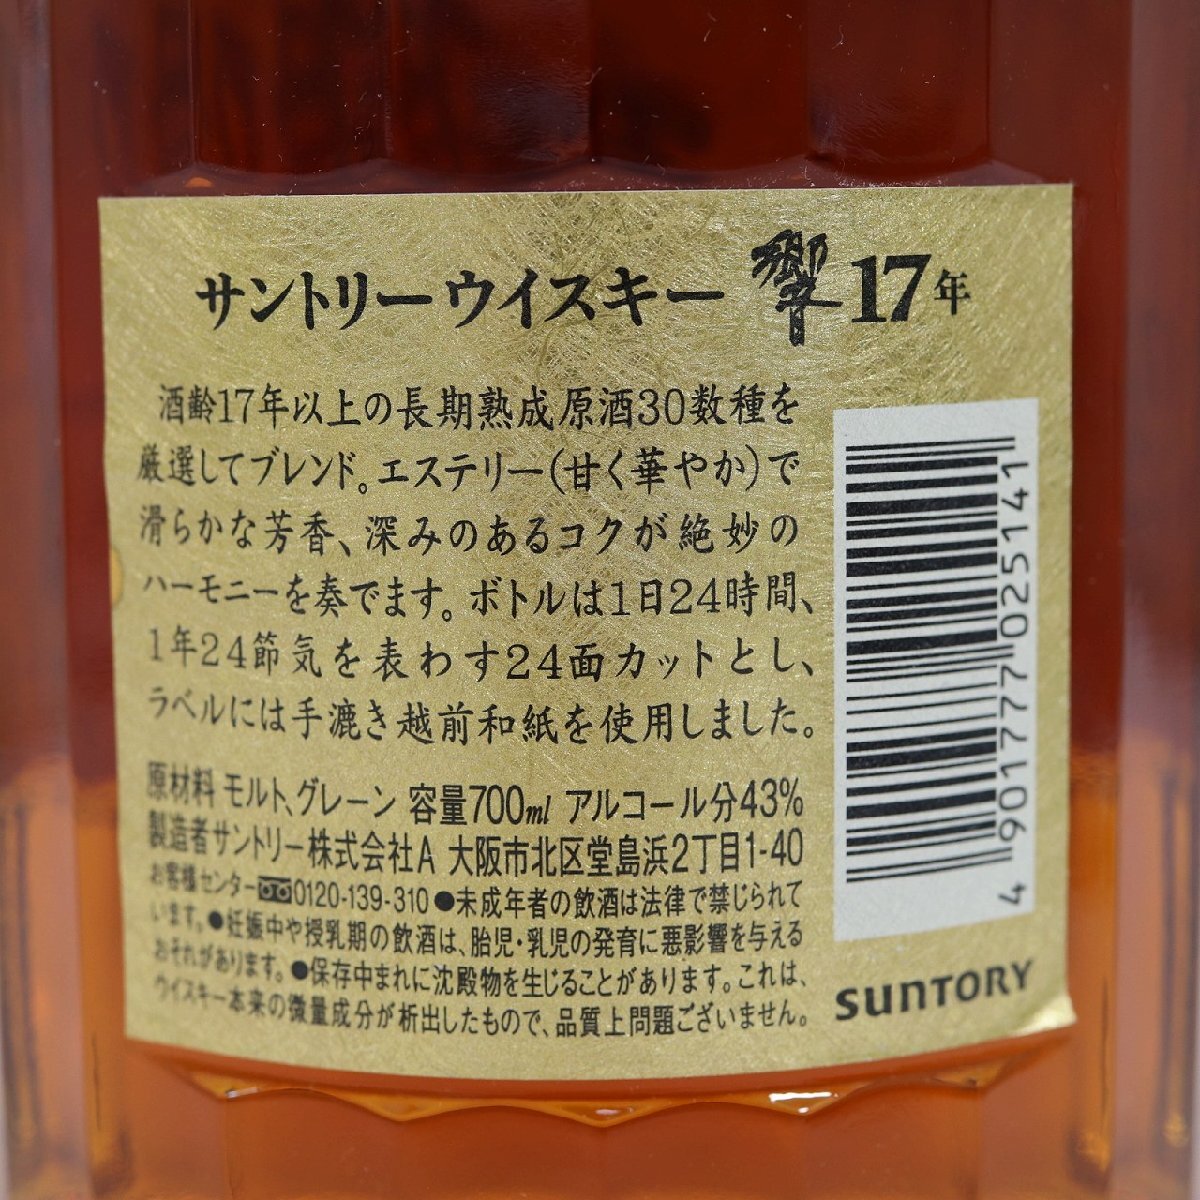 サントリーウイスキー 響 17年
酒齢17年以上の長期熟成原酒30数種を
厳選してブレンド。エステリー(甘く華やか)で
滑らかな芳香、深みのあるコクが絶妙の
ハーモニーを奏でます。ボトルは1日24時間、
1年24節気を表わす24面カットとし、
ラベルには手漉き越前和紙を使用しました。
原材料 モルト、グレーン 容量700ml アルコール分43%
製造者サントリー株式会社A 大阪市北区堂島浜2丁目1-40
お客様センター0120-139-310 ●未成年者の飲酒は法律で禁じられて
います。●妊娠中や授乳期の飲酒は、胎児・乳児の発育に悪影響を与える
おそれがあります。●保存中まれに沈殿物を生じることがあります。これは、
ウイスキー本来の微量成分が析出したもので、品質上問題ございません。
4901777025141
SUNTORY